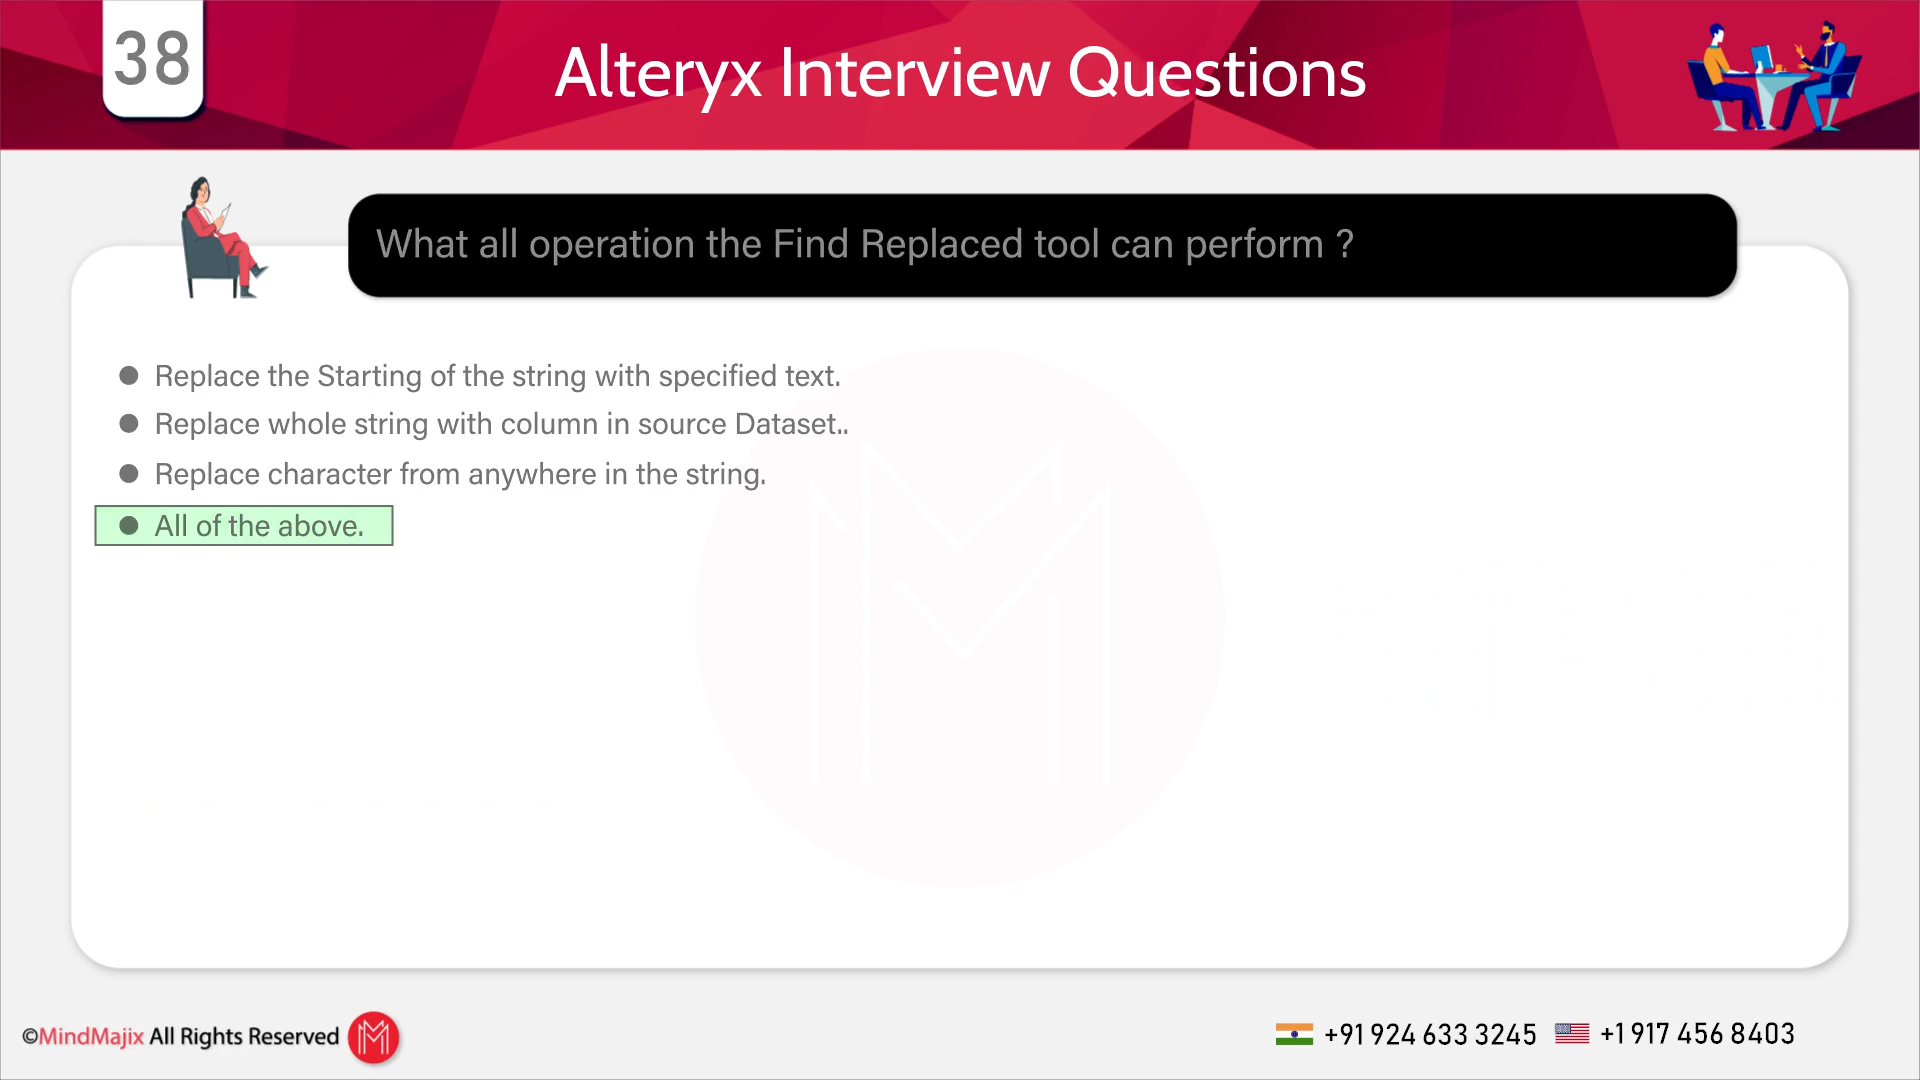 38
Alteryx Interview Questions
What all operation the Find Replaced tool can perform ?
● Replace the Starting of the string with specified text.
● Replace whole string with column in source Dataset..
● Replace character from anywhere in the string.
● All of the above.
©MindMajix All Rights Reserved
+91 924 633 3245 +1 917 456 8403